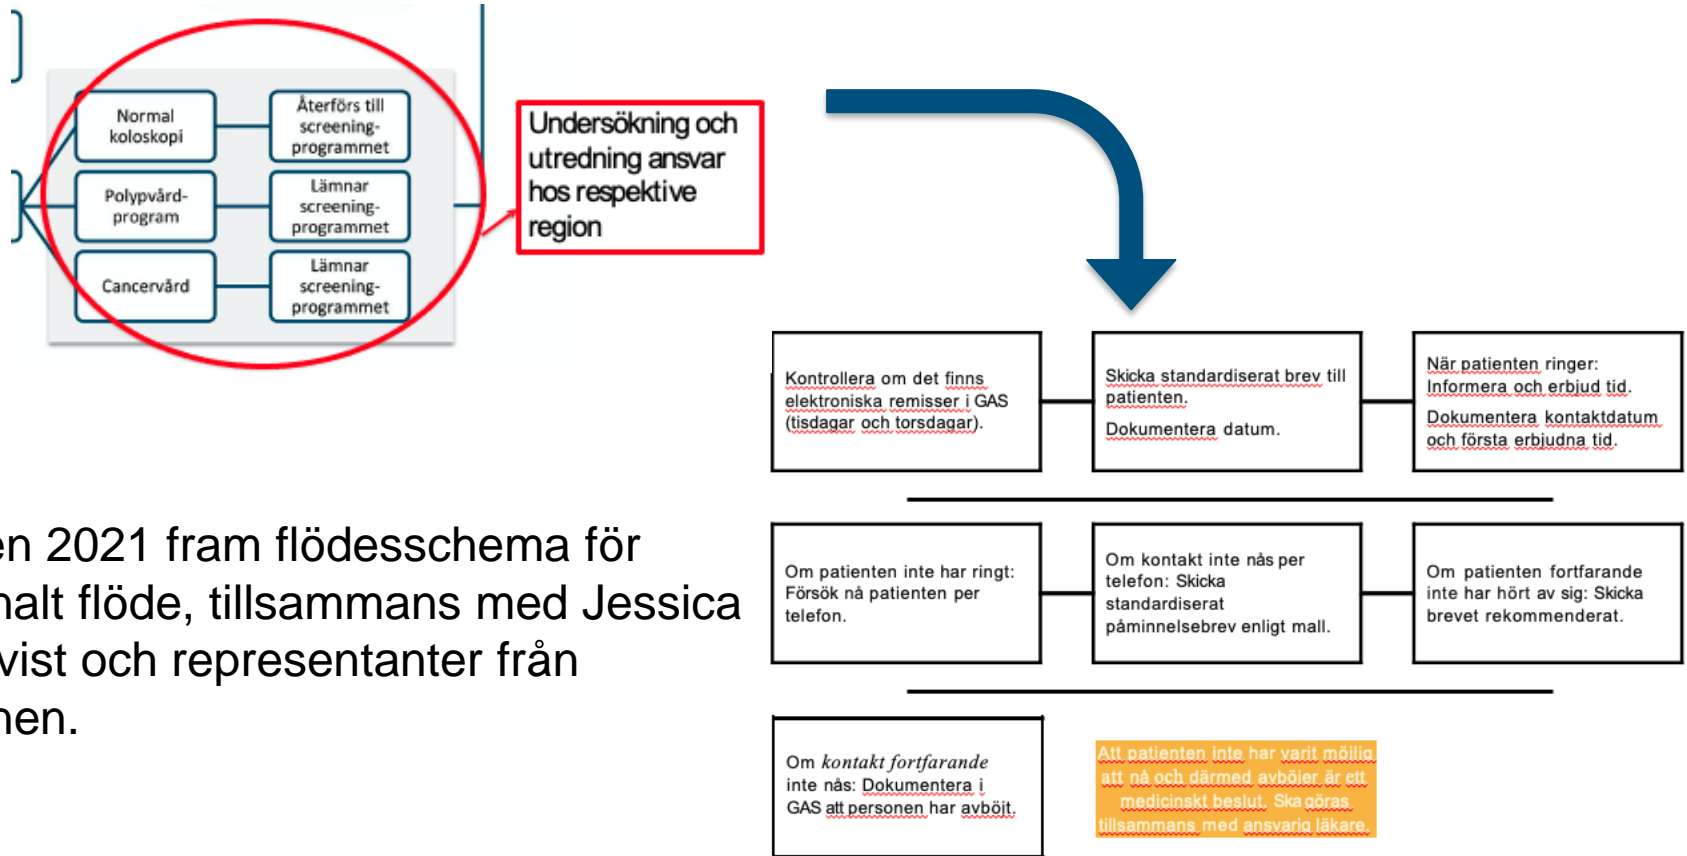 Normal
koloskopi
Återförs till
screening-
programmet
Polypvård-
program
Lämnar
screening-
programmet
Cancervård
Lämnar
screening-
programmet
Undersökning och
utredning ansvar
hos respektive
region
Kontrollera om det finns
elektroniska remisser i GAS
(tisdagar och torsdagar).
Skicka standardiserat brev till
patienten.
Dokumentera datum.
När patienten ringer:
Informera och erbjud tid.
Dokumentera kontaktdatum
och första erbjudna tid.
en 2021 fram flödesschema för
nalt flöde, tillsammans med Jessica
vist och representanter från
nen.
Om patienten inte har ringt:
Försök nå patienten per
telefon.
Om kontakt inte nås per
telefon: Skicka
standardiserat
påminnelsebrev enligt mall.
Om patienten fortfarande
inte har hört av sig: Skicka
brevet rekommenderat.
Om kontakt fortfarande
inte nås: Dokumentera i
GAS att personen har avböjt.
Att patienten inte har varit möjlig
att nå och därmed avböjer är ett
medicinskt beslut. Ska göras
tillsammans med ansvarig läkare.